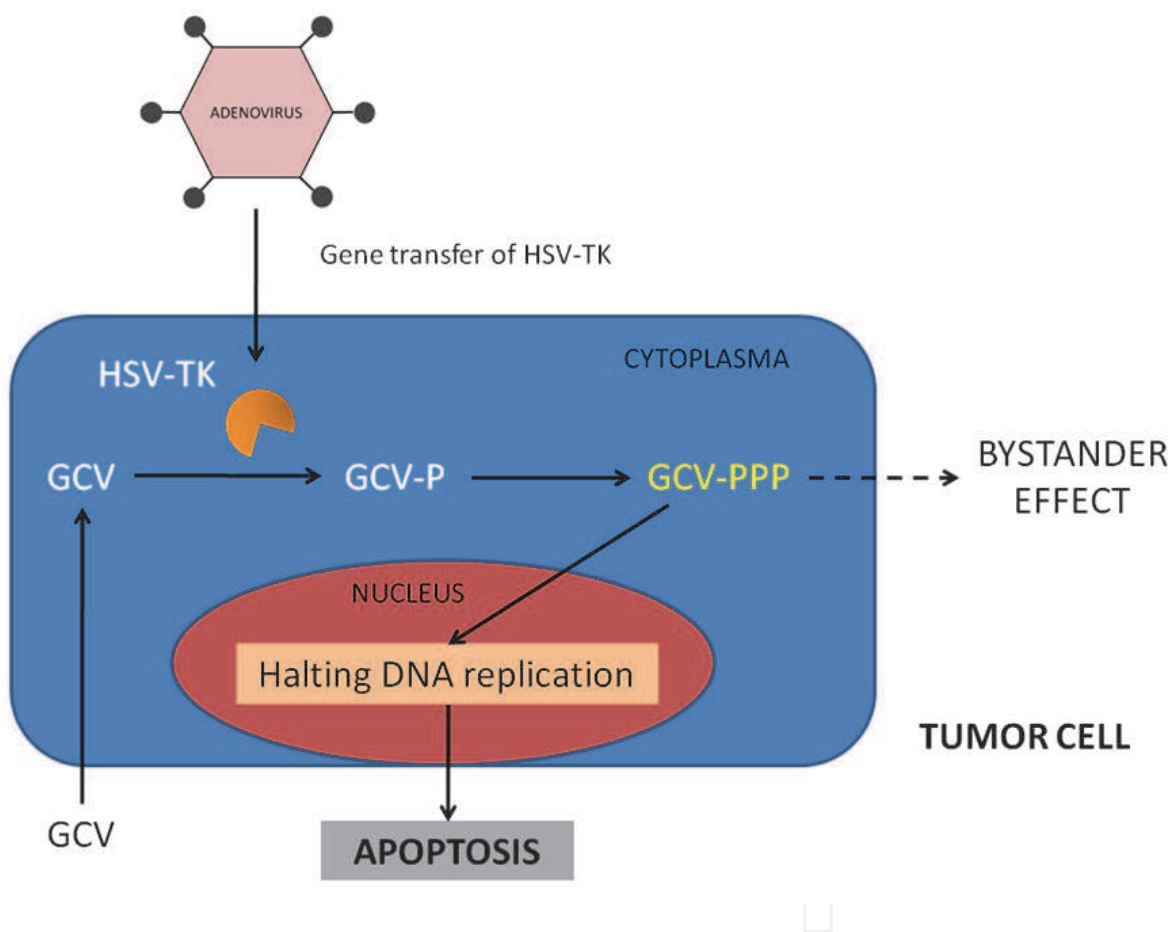 ADENOVIRUS
Gene transfer of HSV-TK
CYTOPLASMA
HSV-TK
GCV
GCV-P
GCV-PPP
BYSTANDER
EFFECT
NUCLEUS
Halting DNA replication
TUMOR CELL
GCV
APOPTOSIS